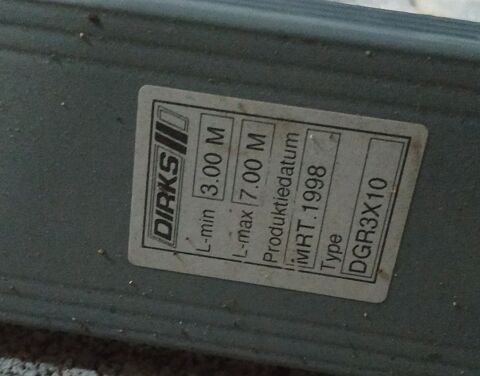 DIRKS
L-min 3.00 M
L-max 7.00 M
Produktiedatum
MRT.1998
Type
DGR3X10